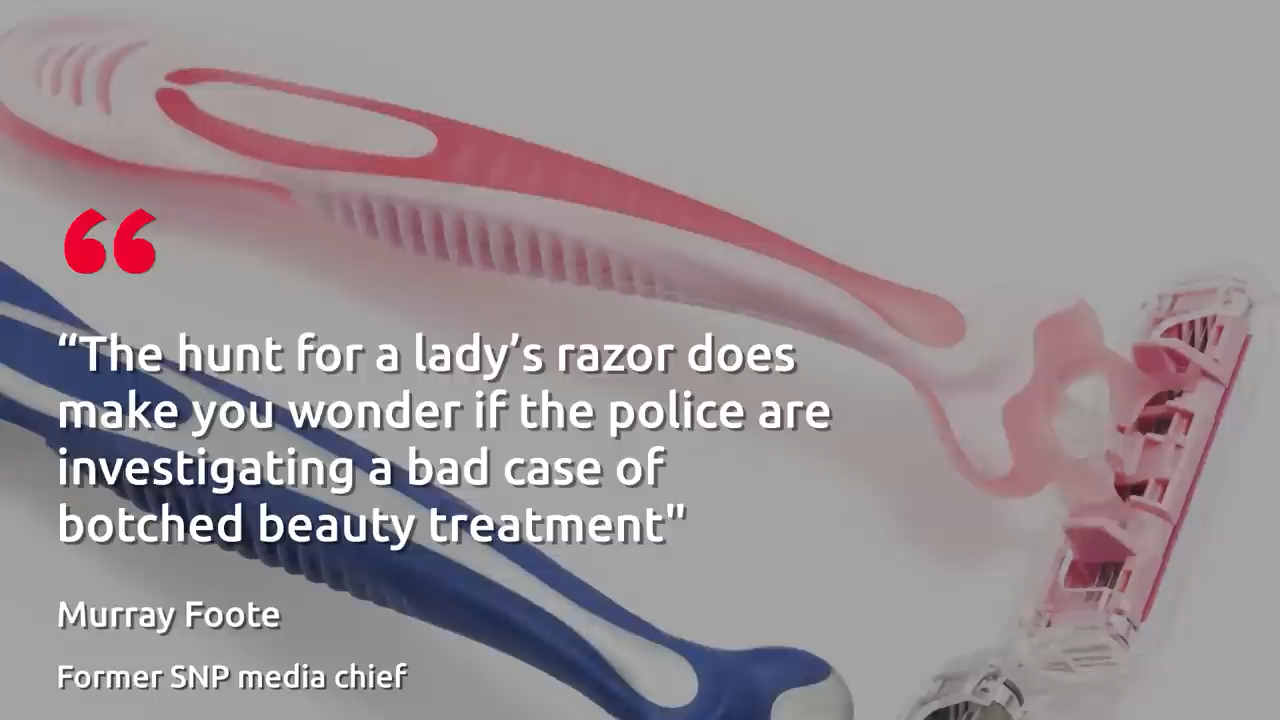 “
“The hunt for a lady’s razor does
make you wonder if the police are
investigating a bad case of
botched beauty treatment"
Murray Foote
Former SNP media chief